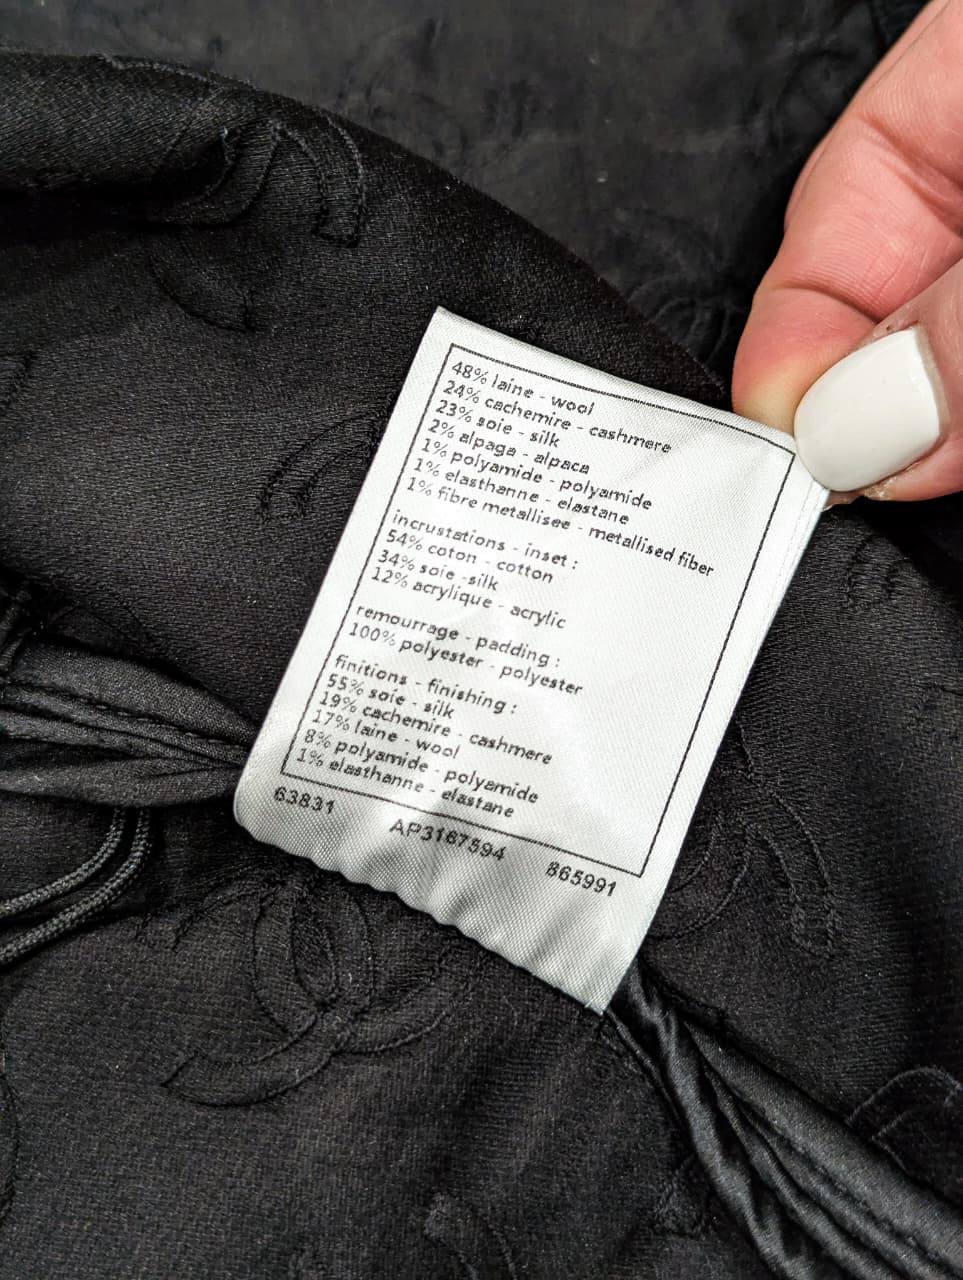 48% laine - wool
24% cachemire - cashmere
23% soie - silk
2% alpaga - alpaca
1% polyamide - polyamide
1% elasthanne - elastane
1% fibre metallisee - metallised fiber
incrustations - inset :
54% coton - cotton
34% soie -silk
12% acrylique - acrylic
remourrage - padding :
100% polyester - polyester
finitions - finishing :
55% soie - silk
19% cachemire - cashmere
17% laine - wool
8% polyamide - polyamide
1% elasthanne - elastane
63831 AP3167594 865991